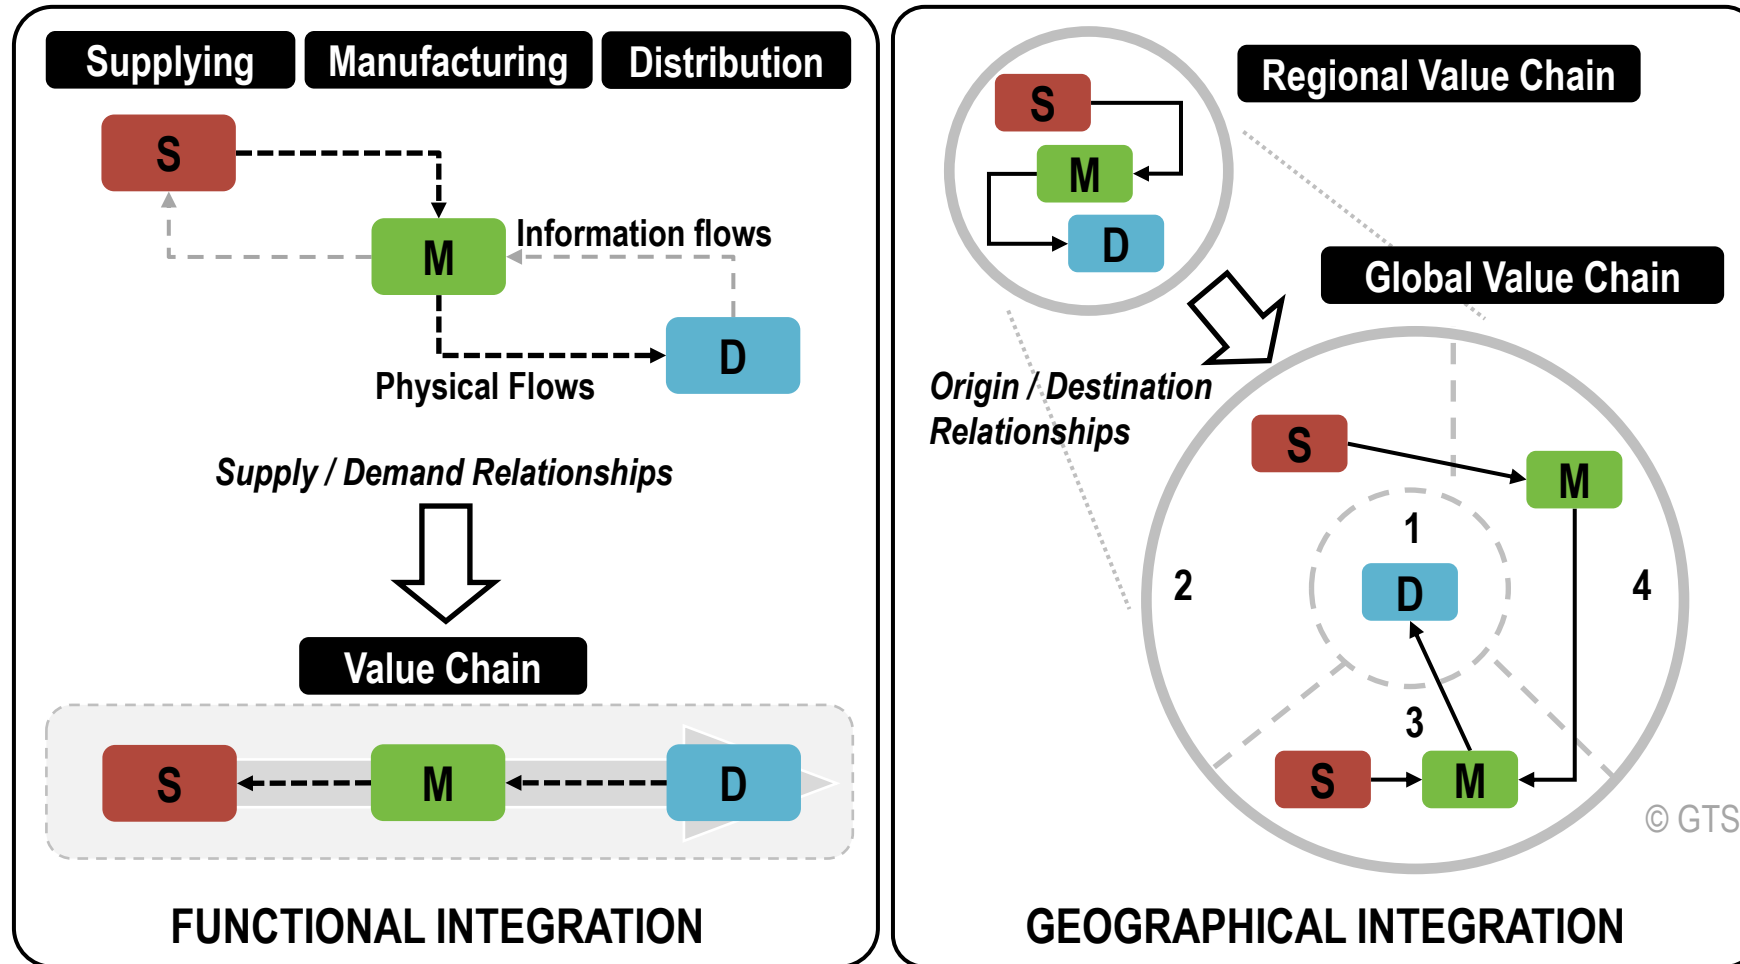 Supplying
Manufacturing
Distribution
S
M
Information flows
D
Physical Flows
Supply / Demand Relationships
Value Chain
S
M
D
FUNCTIONAL INTEGRATION
Regional Value Chain
S
M
D
Global Value Chain
Origin / Destination
Relationships
S
M
1
D
2
4
3
S
M
© GTS
GEOGRAPHICAL INTEGRATION